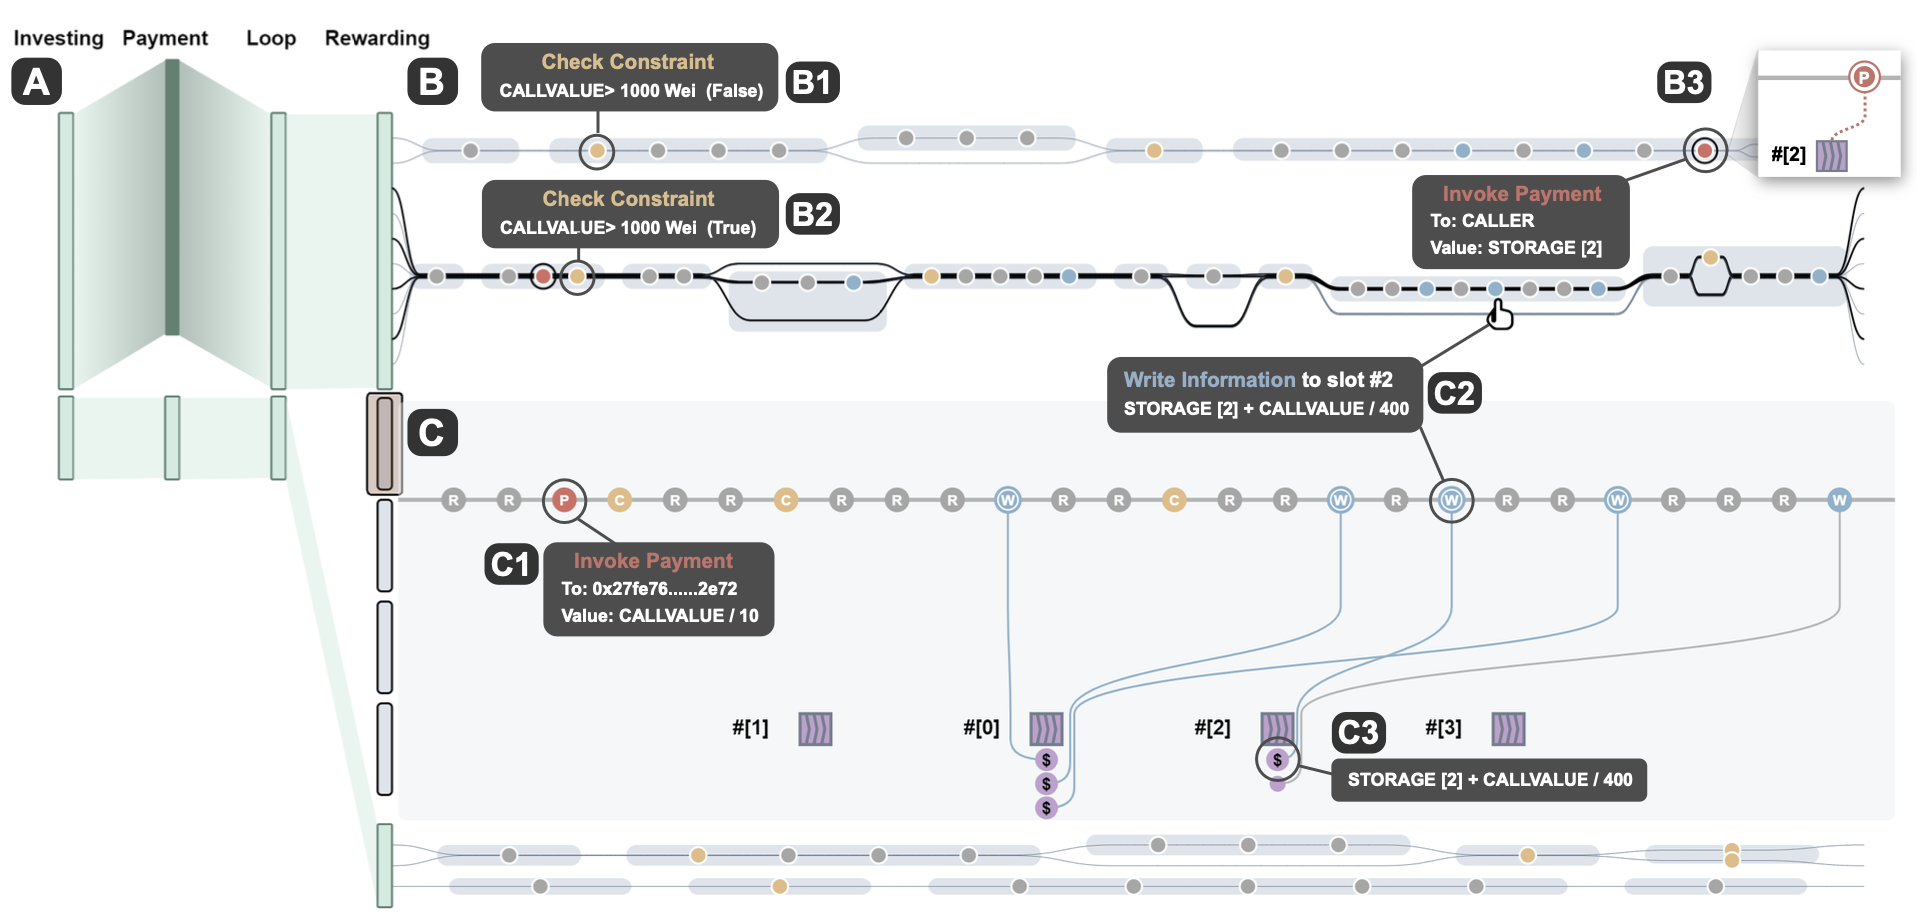 Investing Payment Loop Rewarding
A
B
Check Constraint
CALLVALUE> 1000 Wei (False)
B1
B3
P
#[2]
Check Constraint
CALLVALUE> 1000 Wei (True)
B2
Invoke Payment
To: CALLER
Value: STORAGE [2]
Write Information to slot #2
STORAGE [2] + CALLVALUE / 400
C2
C
R R P C R R C R R R W R R C R R W R W R R W R R R W
C1
Invoke Payment
To: 0x27fe76......2e72
Value: CALLVALUE / 10
#[1] #[0] #[2] #[3]
C3
$ $
STORAGE [2] + CALLVALUE / 400
$
$